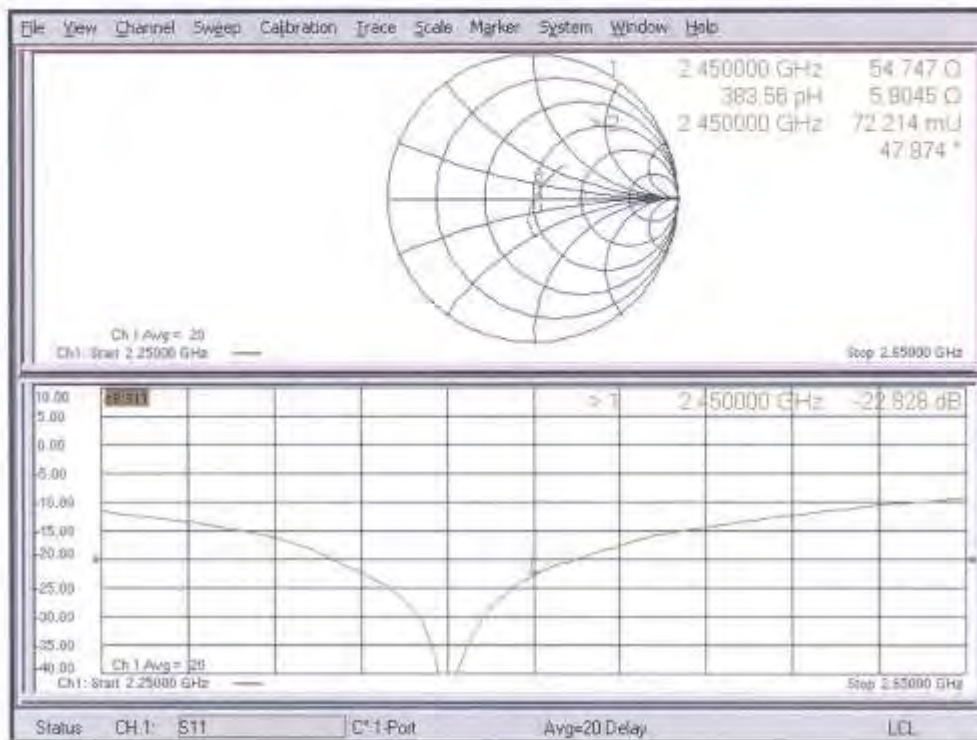 File View Channel Sweep Calibration Trace Scale Marker System Window Help
2.450000 GHz 54.747 Ω
383.56 pH 5.9045 Ω
2.450000 GHz 72.214 mU
47.874 °
Ch 1 Avg = 20
Ch1: Start 2.25000 GHz
Stop 2.65000 GHz
10.00
> 1 2.450000 GHz -22.828 dB
5.00
0.00
-5.00
-10.00
-15.00
-20.00
-25.00
-30.00
-35.00
-40.00
Ch 1 Avg = 20
Ch1: Start 2.25000 GHz
Stop 2.65000 GHz
Status CH 1: S11 C* 1-Port Avg=20 Delay LCL